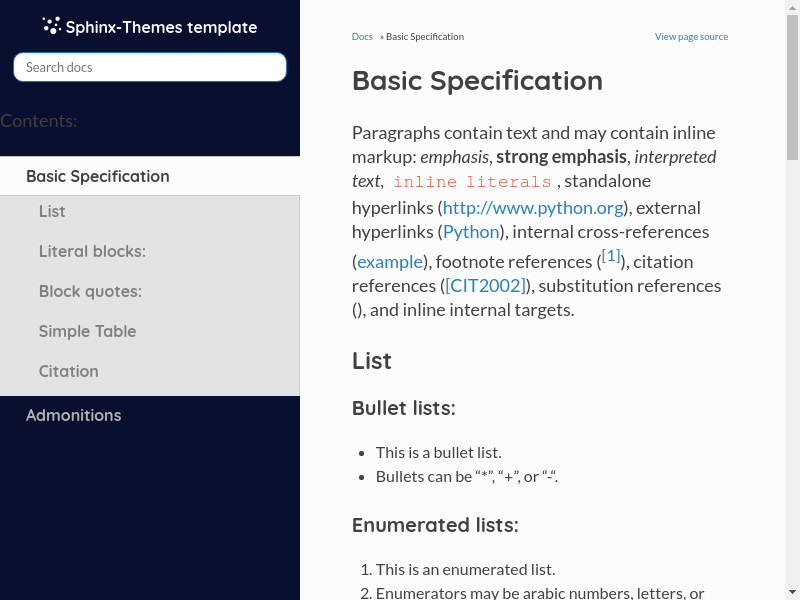 Sphinx-Themes template
Search docs
Contents:
Basic Specification
List
Literal blocks:
Block quotes:
Simple Table
Citation
Admonitions
Docs » Basic Specification
View page source
Basic Specification
Paragraphs contain text and may contain inline
markup: emphasis, strong emphasis, interpreted
text, inline literals , standalone
hyperlinks (http://www.python.org), external
hyperlinks (Python), internal cross-references
(example), footnote references ([1]), citation
references ([CIT2002]), substitution references
(), and inline internal targets.
List
Bullet lists:
• This is a bullet list.
• Bullets can be “*”, “+”, or “-“.
Enumerated lists:
1. This is an enumerated list.
2. Enumerators may be arabic numbers, letters, or